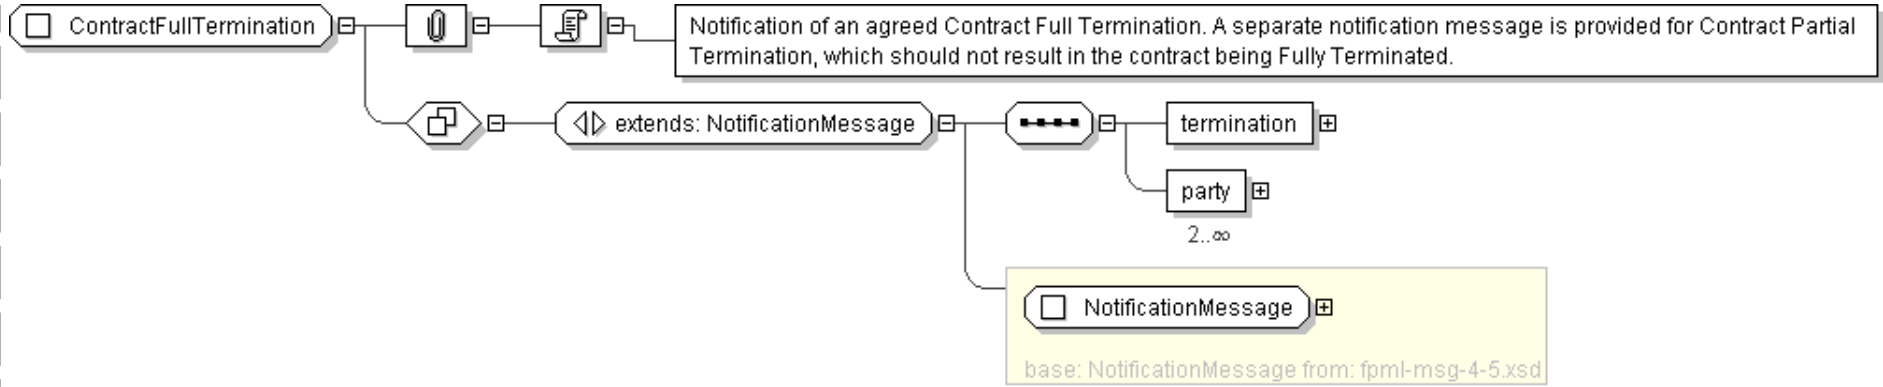 ContractFullTermination
Notification of an agreed Contract Full Termination. A separate notification message is provided for Contract Partial
Termination, which should not result in the contract being Fully Terminated.
extends: NotificationMessage
termination
party
2..∞
NotificationMessage
base: NotificationMessage from: fpml-msg-4-5.xsd